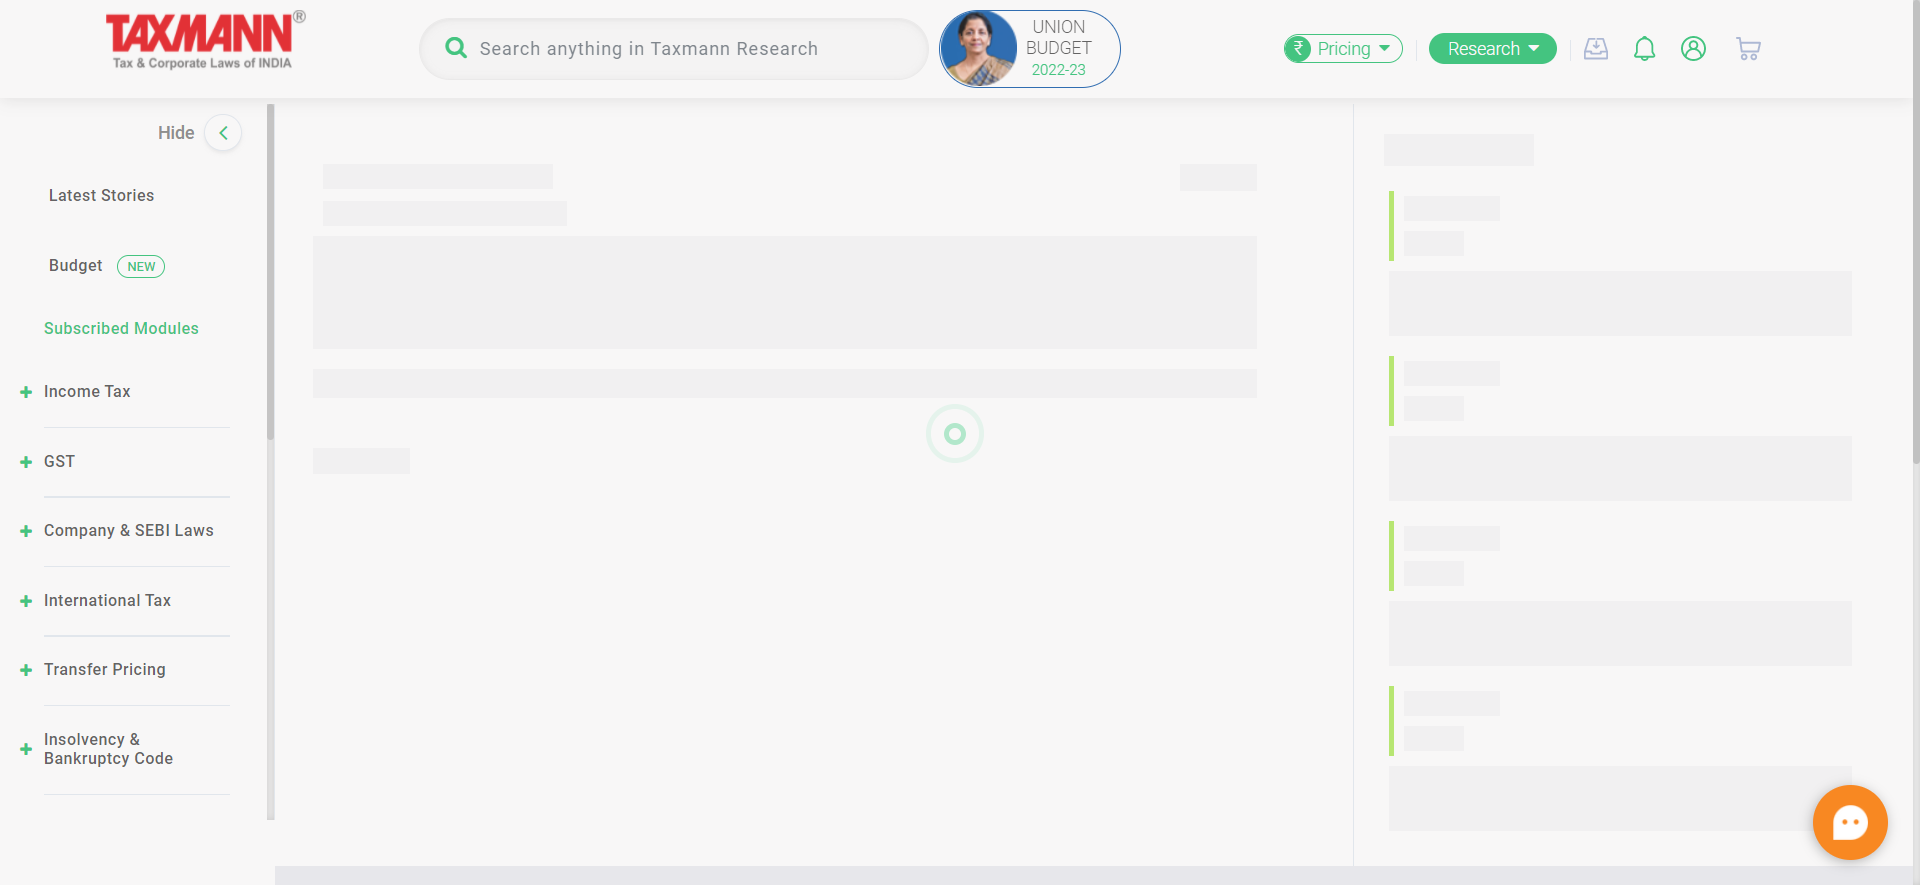 TAXMANN®
Tax & Corporate Laws of INDIA
Search anything in Taxmann Research
UNION
BUDGET
2022-23
₹ Pricing
Research
Hide
Latest Stories
Budget NEW
Subscribed Modules
Income Tax
GST
Company & SEBI Laws
International Tax
Transfer Pricing
Insolvency &
Bankruptcy Code